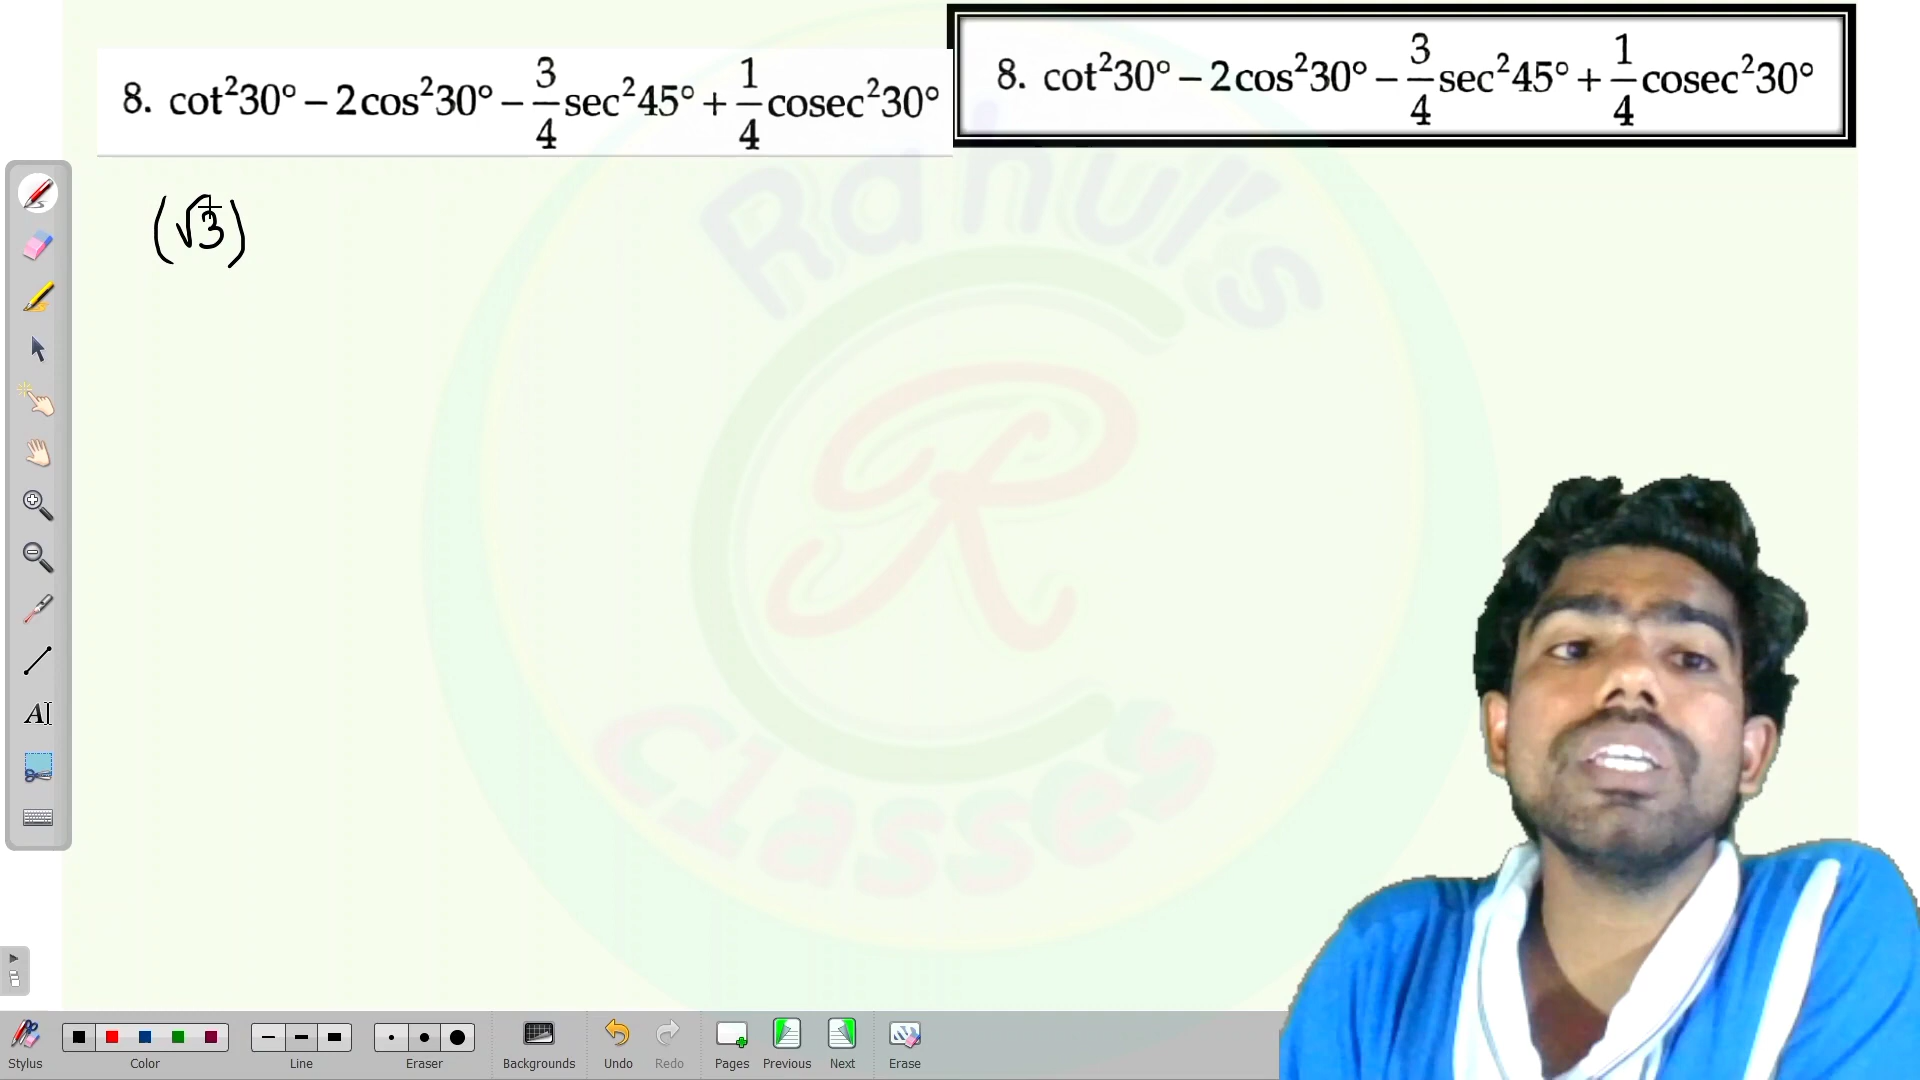 8. cot²30° − 2cos²30° − 3/4 sec²45° + 1/4 cosec²30°
8. cot²30° − 2cos²30° − 3/4 sec²45° + 1/4 cosec²30°
(√3)
Rahul's
R
Classes
Stylus Color Line Eraser Backgrounds Undo Redo Pages Previous Next Erase